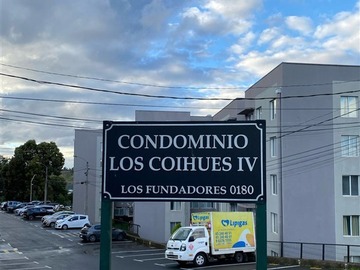 CONDOMINIO
LOS COIHUES IV
LOS FUNDADORES 0180
Lipigas